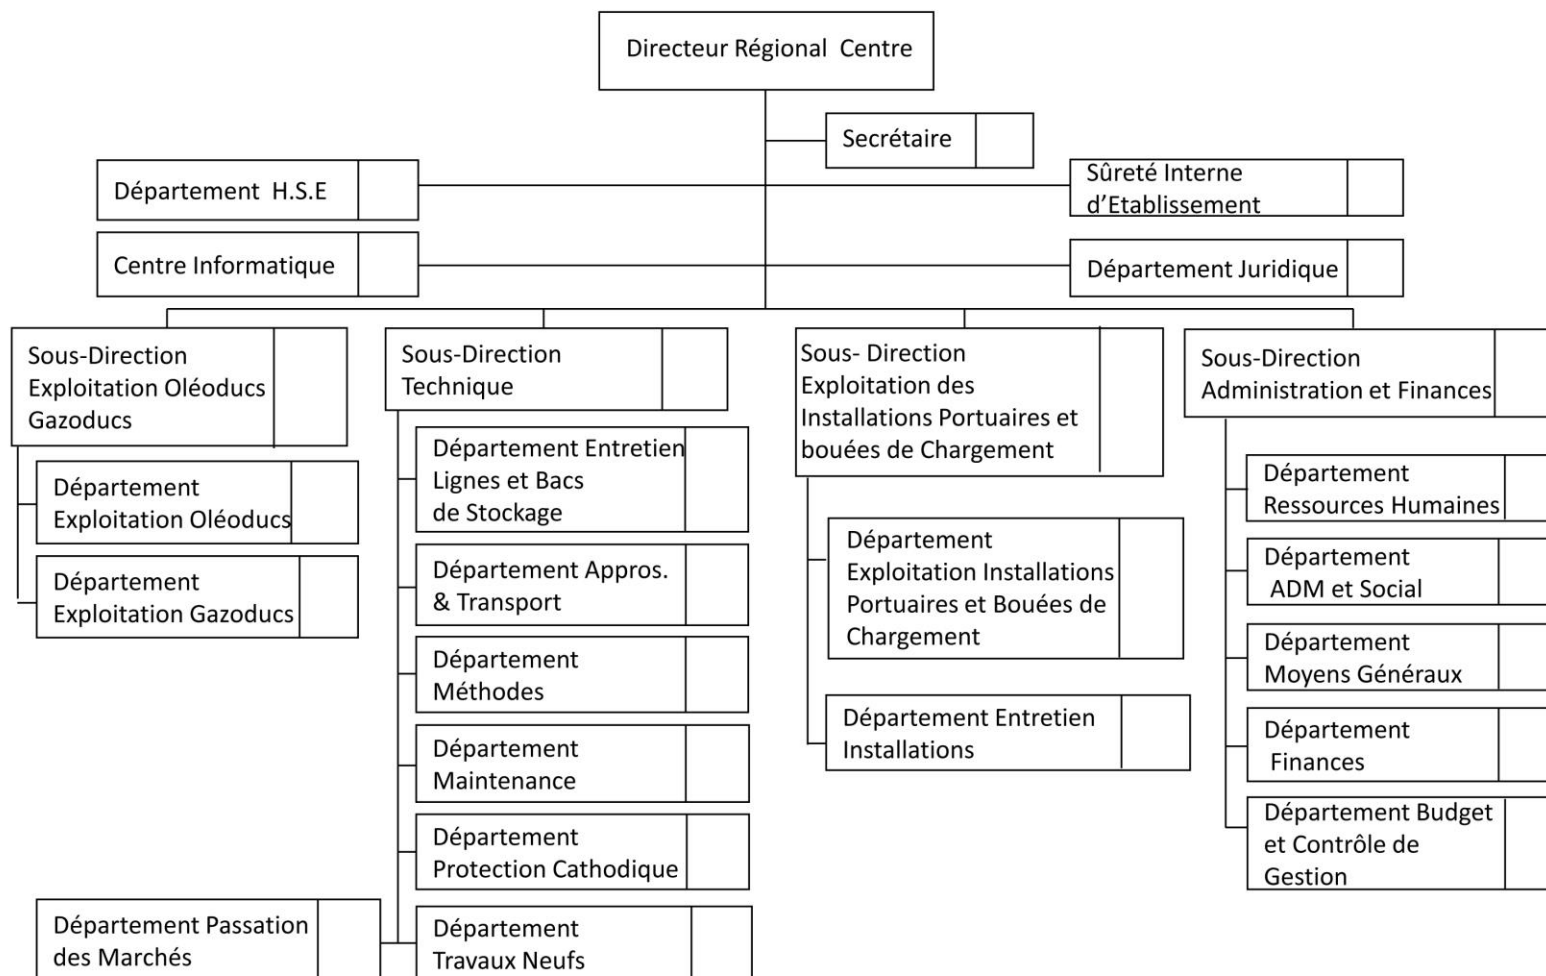 Directeur Régional Centre
Secrétaire
Département H.S.E
Sûreté Interne
d’Etablissement
Centre Informatique
Département Juridique
Sous-Direction
Exploitation Oléoducs
Gazoducs
Département
Exploitation Oléoducs
Département
Exploitation Gazoducs
Sous-Direction
Technique
Département Entretien
Lignes et Bacs
de Stockage
Département Appros.
& Transport
Département
Méthodes
Département
Maintenance
Département
Protection Cathodique
Département Passation
des Marchés
Département
Travaux Neufs
Sous- Direction
Exploitation des
Installations Portuaires et
bouées de Chargement
Département
Exploitation Installations
Portuaires et Bouées de
Chargement
Département Entretien
Installations
Sous-Direction
Administration et Finances
Département
Ressources Humaines
Département
ADM et Social
Département
Moyens Généraux
Département
Finances
Département Budget
et Contrôle de
Gestion